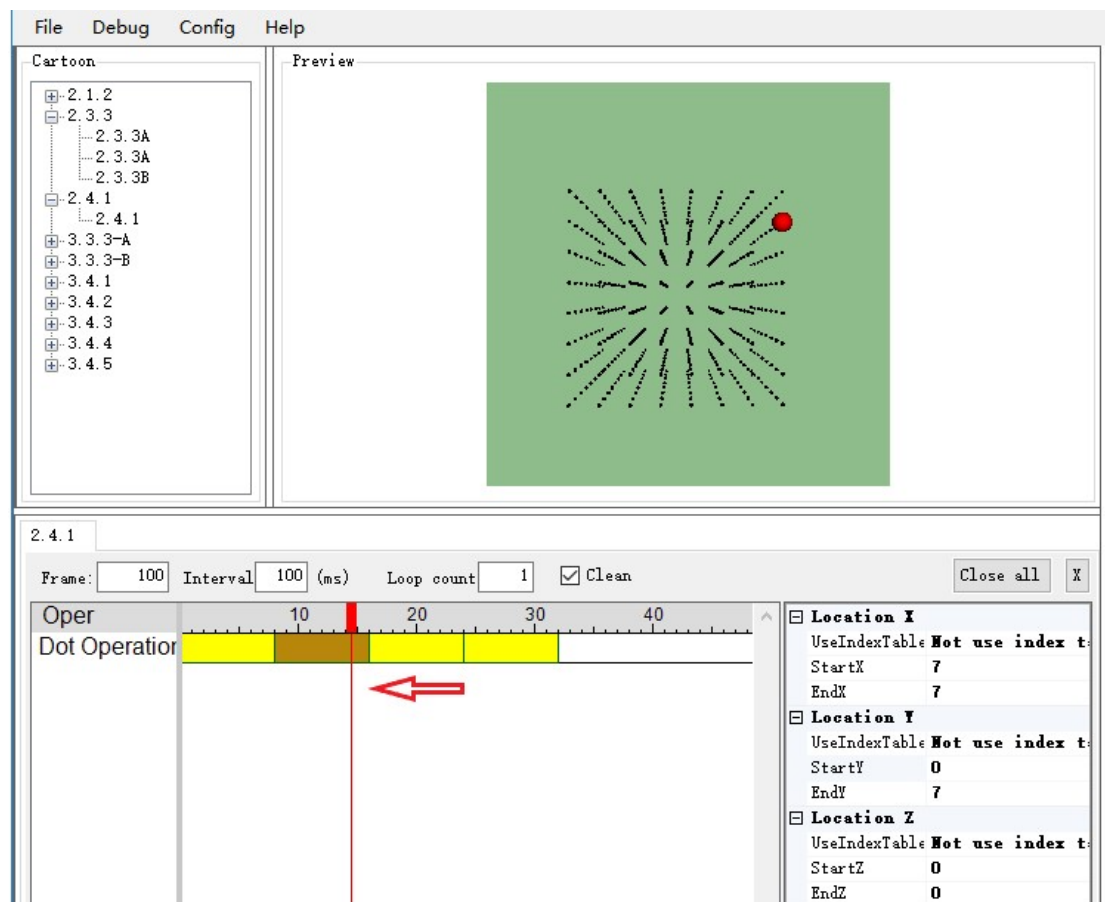 File Debug Config Help
Cartoon
2.1.2
2.3.3
2.3.3A
2.3.3A
2.3.3B
2.4.1
2.4.1
3.3.3-A
3.3.3-B
3.4.1
3.4.2
3.4.3
3.4.4
3.4.5
Preview
2.4.1
Frame: 100 Interval 100 (ms) Loop count 1 Clean Close all X
Oper 10 20 30 40
Dot Operation
Location X
UseIndexTable Not use index t
StartX 7
EndX 7
Location Y
UseIndexTable Not use index t
StartY 0
EndY 7
Location Z
UseIndexTable Not use index t
StartZ 0
EndZ 0